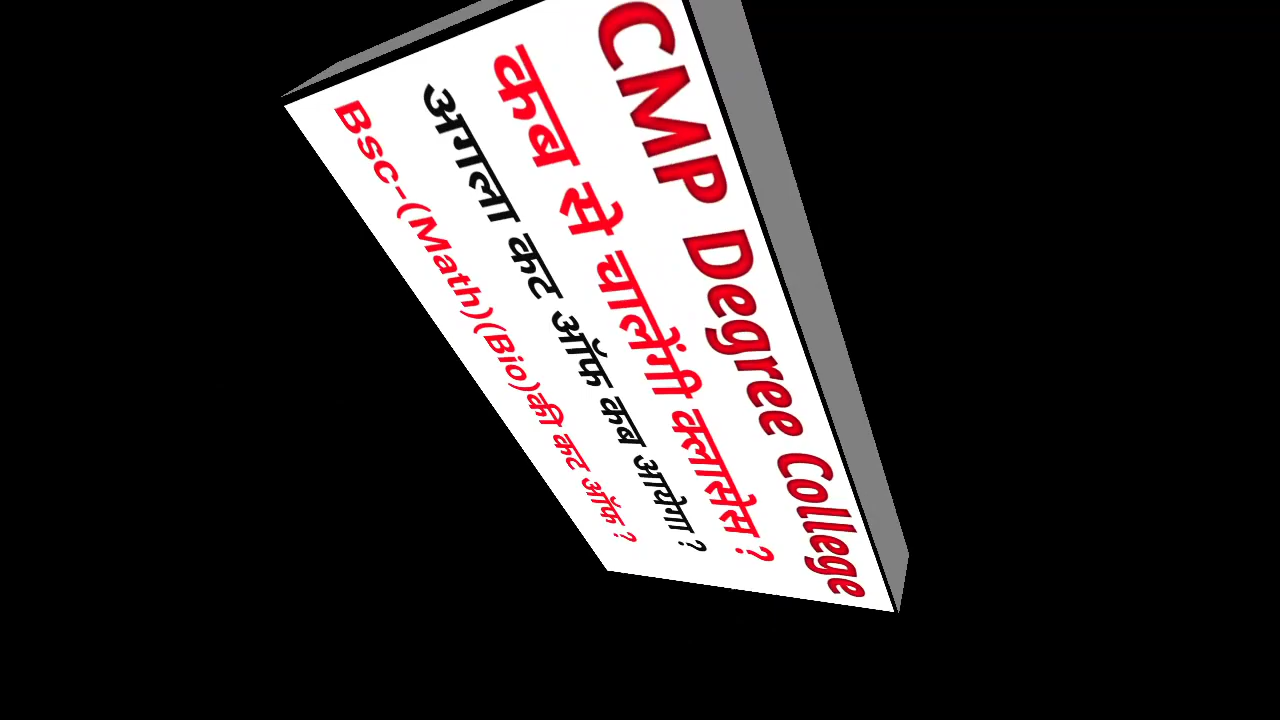 CMP Degree College
कब से चालेंगी क्लासेस ?
अगला कट ऑफ कब आयेगा ?
Bsc-(Math)(Bio)की कट ऑफ ?